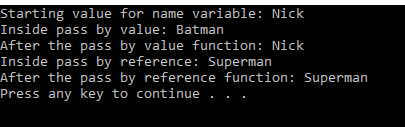 Starting value for name variable: Nick
Inside pass by value: Batman
After the pass by value function: Nick
Inside pass by reference: Superman
After the pass by reference function: Superman
Press any key to continue . . .